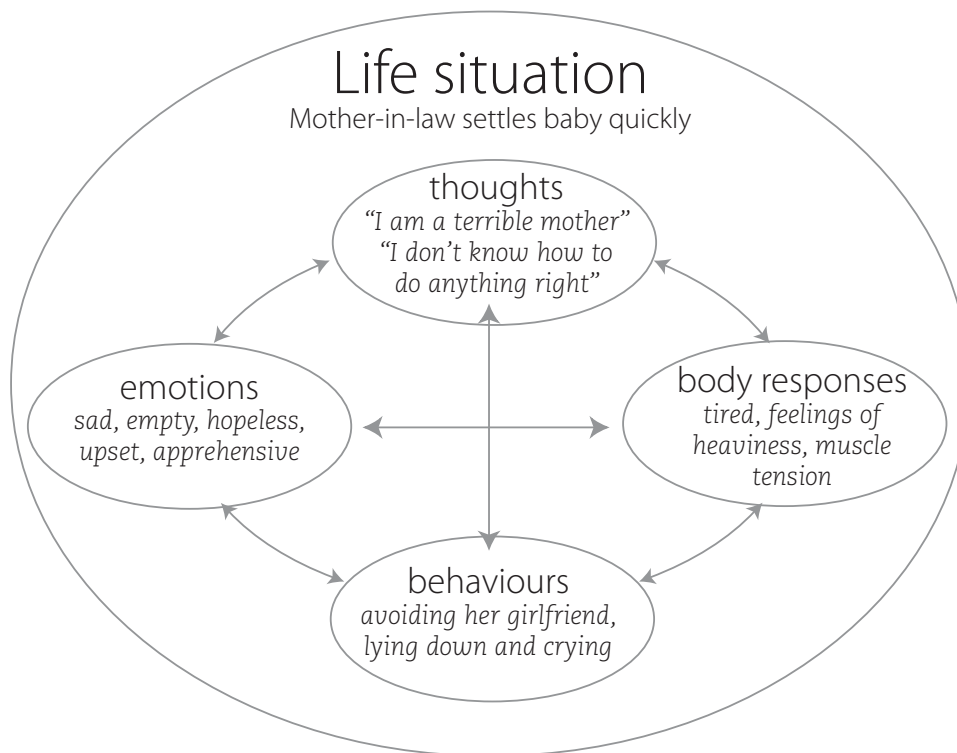 Life situation
Mother-in-law settles baby quickly
thoughts
“I am a terrible mother”
“I don’t know how to
do anything right”
emotions
sad, empty, hopeless,
upset, apprehensive
body responses
tired, feelings of
heaviness, muscle
tension
behaviours
avoiding her girlfriend,
lying down and crying